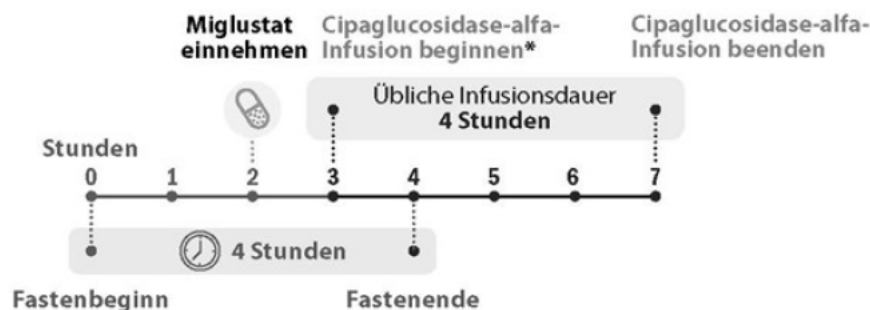 Miglustat
einnehmen
Cipaglucosidase-alfa-
Infusion beginnen*
Cipaglucosidase-alfa-
Infusion beenden
Übliche Infusionsdauer
4 Stunden
Stunden
0 1 2 3 4 5 6 7
4 Stunden
Fastenbeginn
Fastenende